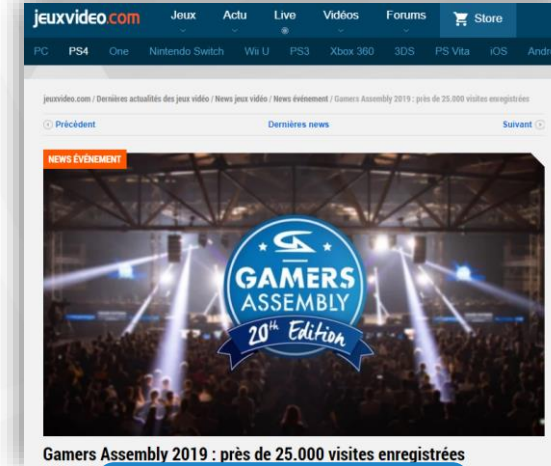 jeuxvideo.com Jeux Actu Live Vidéos Forums Store
PC PS4 One Nintendo Switch Wii U PS3 Xbox 360 3DS PS Vita iOS Andr
jeuxvideo.com / Dernières actualités des jeux vidéo / News jeux vidéo / News événement / Gamers Assembly 2019 : près de 25.000 visites enregistrées
Précédent Dernières news Suivant
NEWS ÉVÉNEMENT
GAMERS
ASSEMBLY
20th Edition
Gamers Assembly 2019 : près de 25.000 visites enregistrées